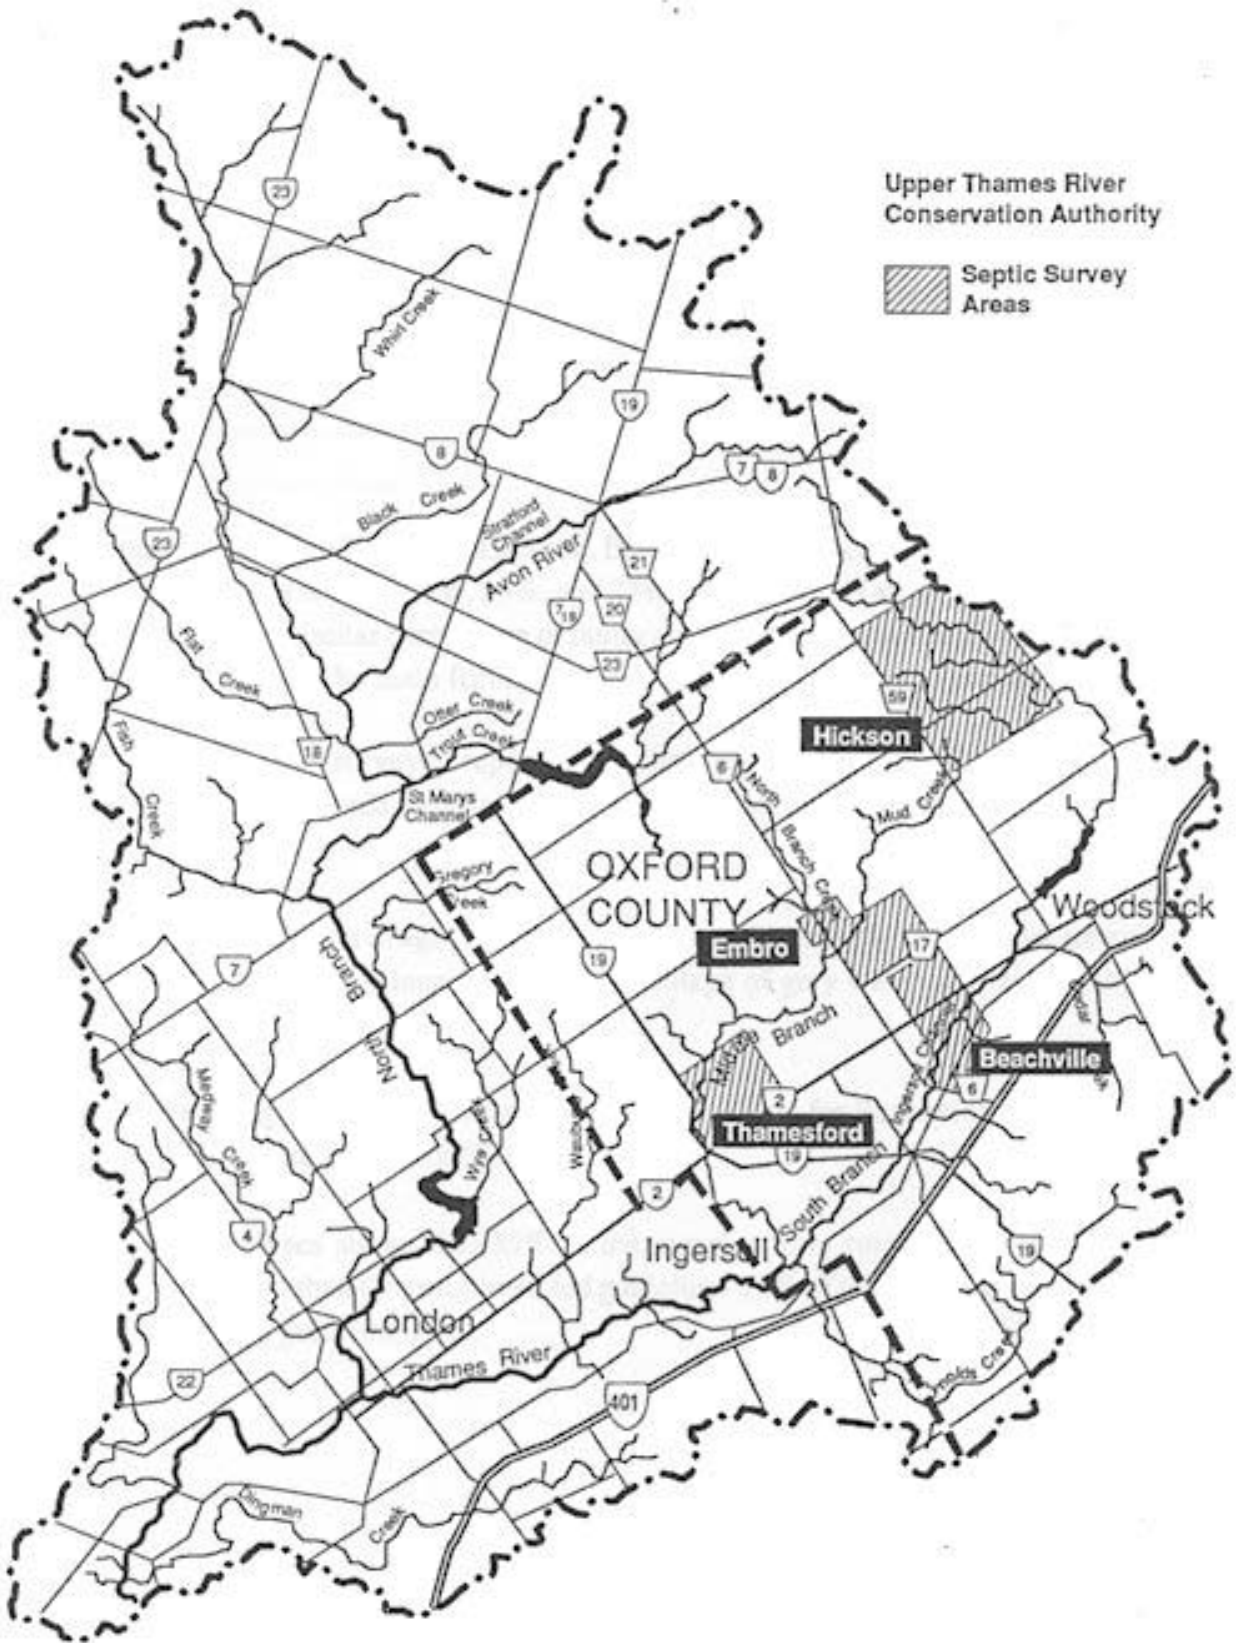 Upper Thames River
Conservation Authority
Septic Survey
Areas
23
Whirl Creek
19
8
7
8
Black Creek
Stratford
Channel
Avon River
23
21
20
7
19
23
Flat
Creek
Otter Creek
Trout Creek
18
59
Hickson
Fish
Creek
St Marys
Channel
6
North
Branch Creek
Mud Creek
OXFORD
COUNTY
Gregory
Creek
Woodstock
Embro
17
19
7
North
Branch
Middle Branch
Cedar
Beachville
6
Ingersoll
Medway
Creek
Wye Creek
2
Thamesford
19
South Branch
2
4
Ingersoll
19
London
Thames River
22
401
Dingman
Creek